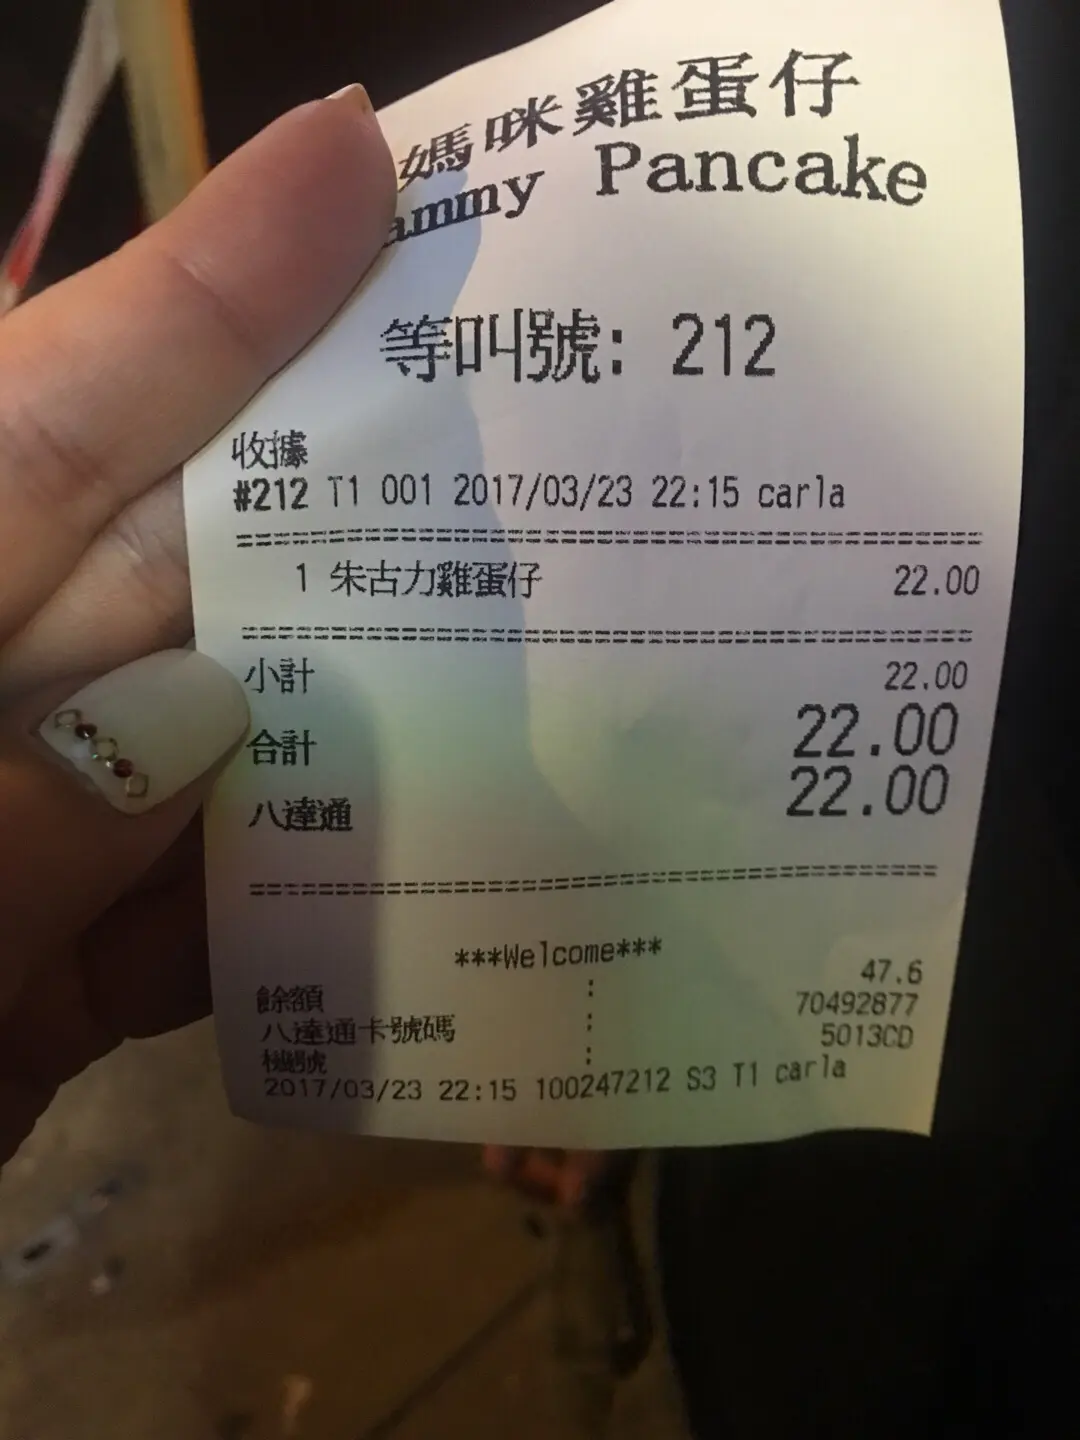 媽咪雞蛋仔
ammy Pancake
等叫號: 212
收據
#212 T1 001 2017/03/23 22:15 carla
1 朱古力雞蛋仔 22.00
小計 22.00
合計 22.00
八達通 22.00
***Welcome***
餘額 : 47.6
八達通卡號碼 : 70492877
機號 : 5013CD
2017/03/23 22:15 100247212 S3 T1 carla